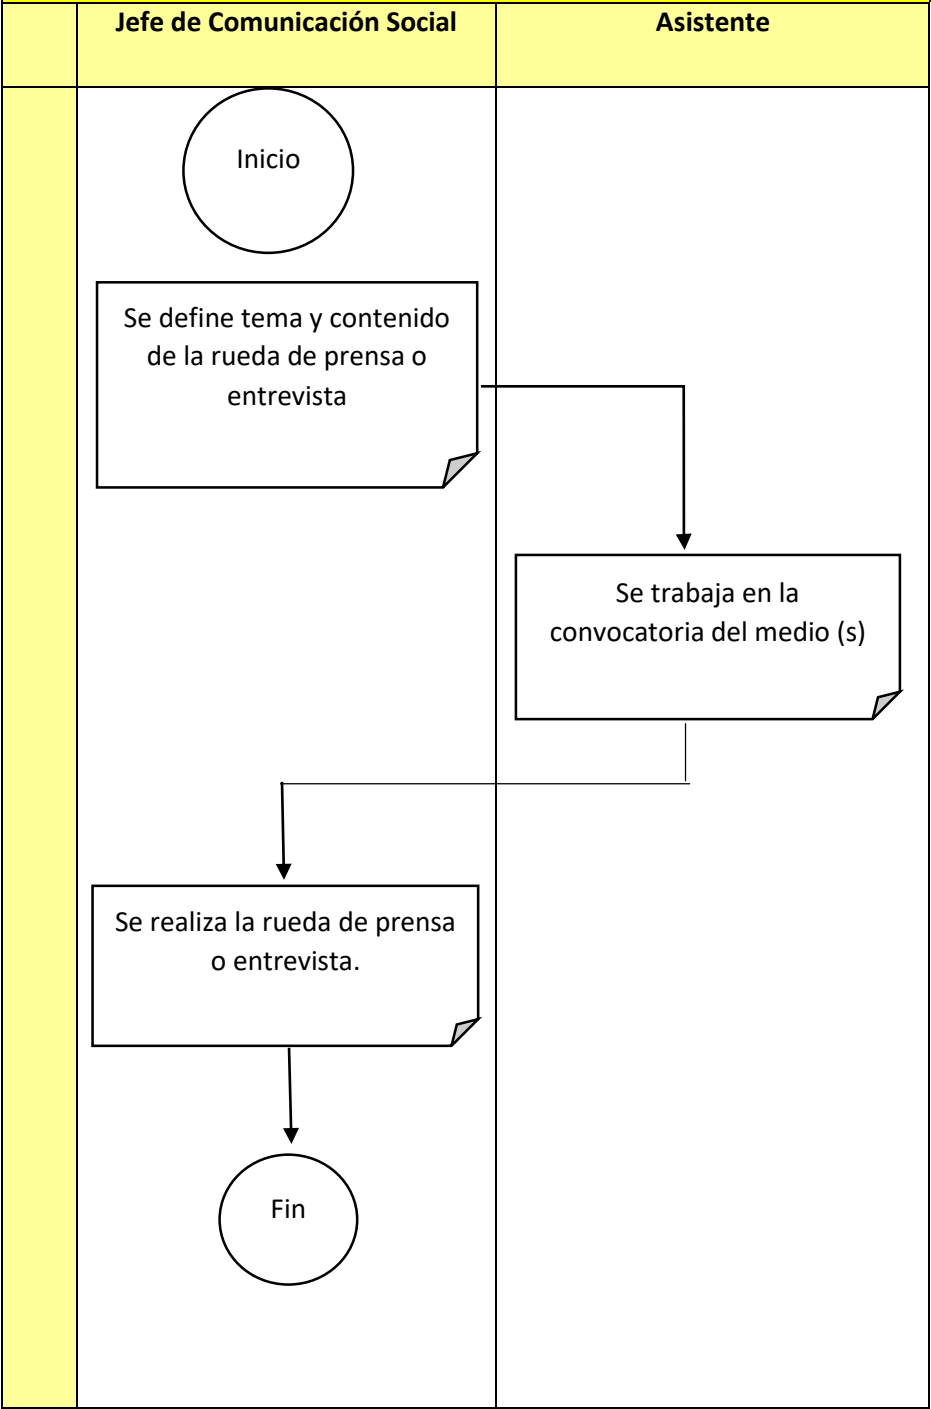 Jefe de Comunicación Social
Asistente
Inicio
Se define tema y contenido
de la rueda de prensa o
entrevista
Se trabaja en la
convocatoria del medio (s)
Se realiza la rueda de prensa
o entrevista.
Fin